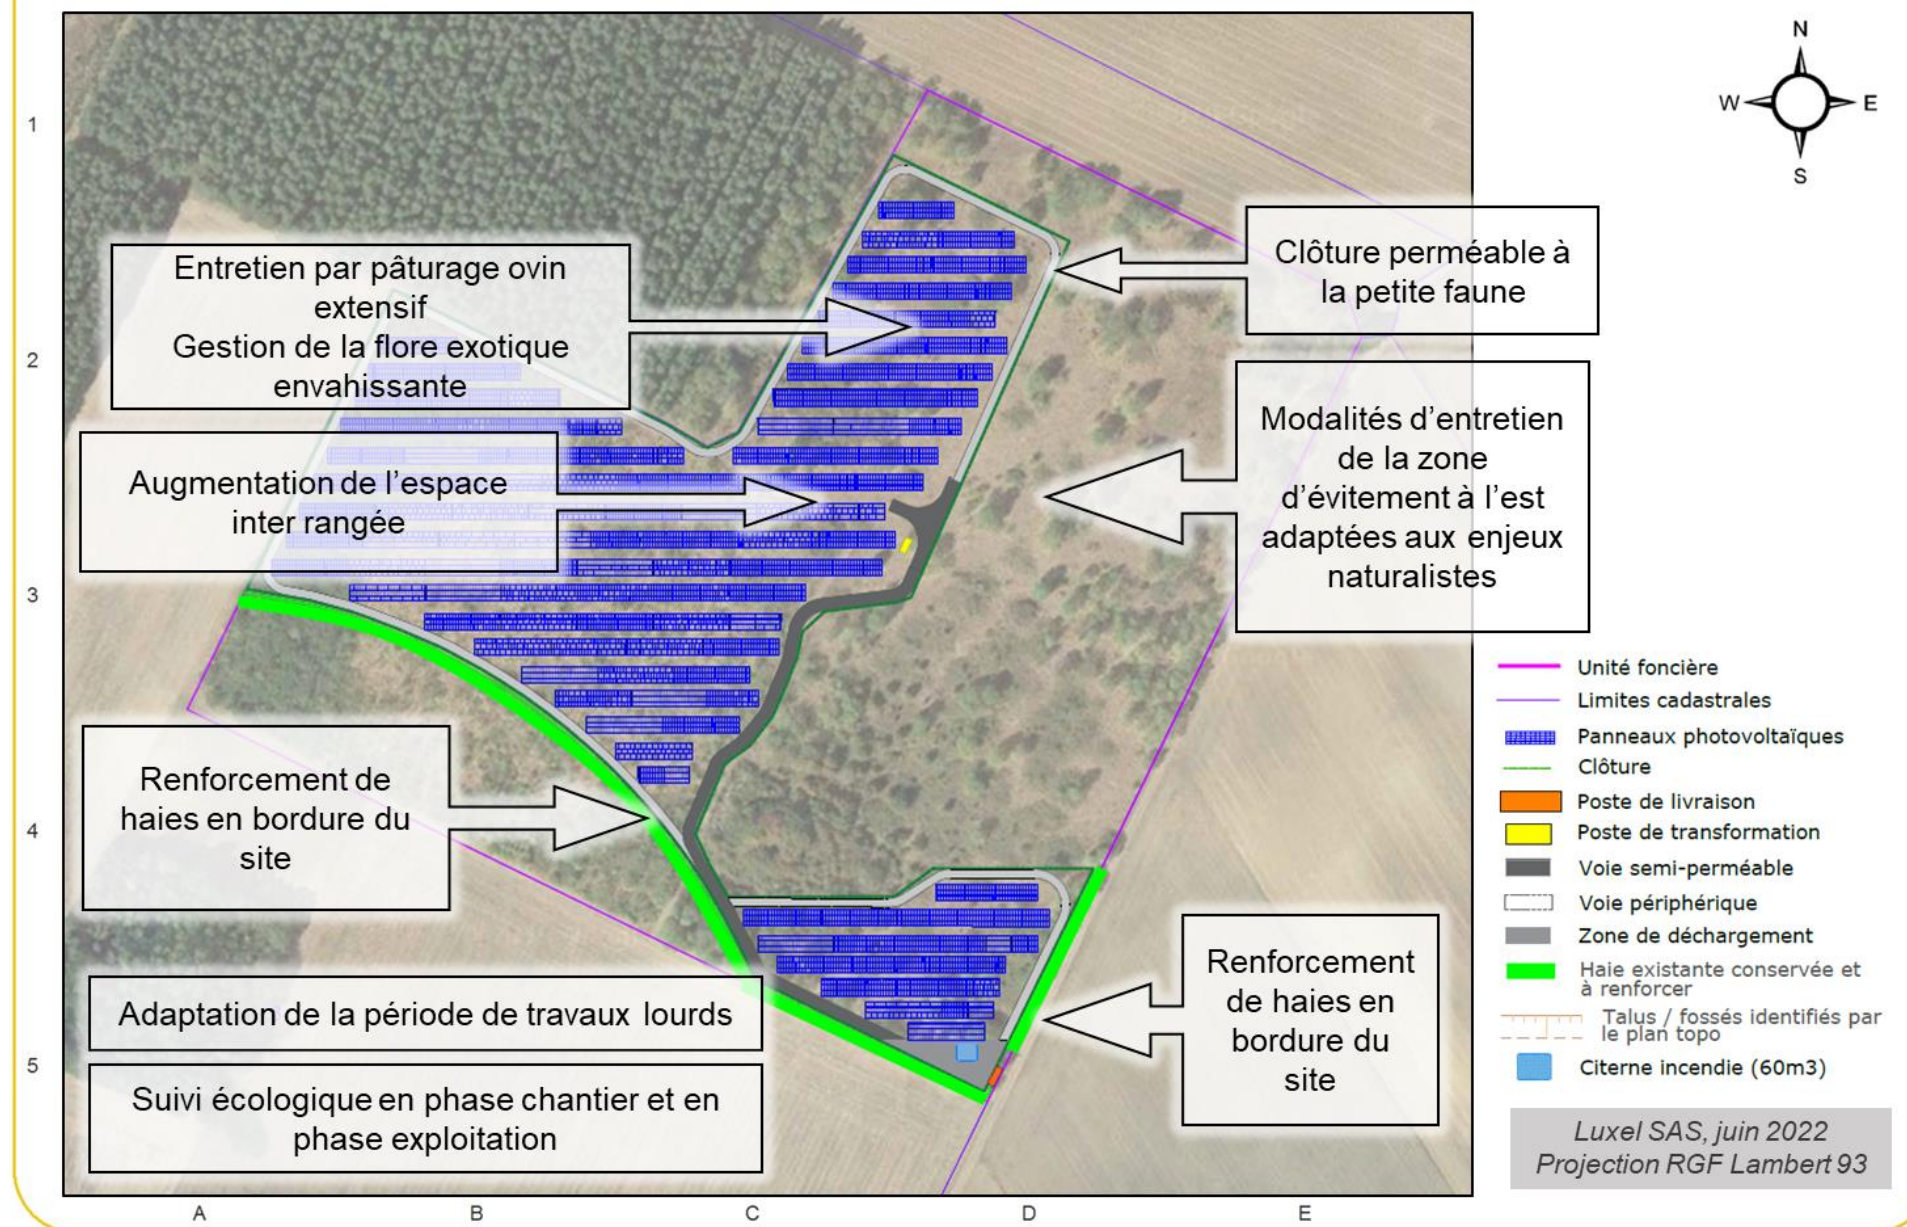 N
W
E
S
1
2
3
4
5
A
B
C
D
E
Entretien par pâturage ovin
extensif
Gestion de la flore exotique
envahissante
Clôture perméable à
la petite faune
Augmentation de l'espace
inter rangée
Modalités d'entretien
de la zone
d'évitement à l'est
adaptées aux enjeux
naturalistes
Renforcement de
haies en bordure du
site
Renforcement
de haies en
bordure du
site
Adaptation de la période de travaux lourds
Suivi écologique en phase chantier et en
phase exploitation
Unité foncière
Limites cadastrales
Panneaux photovoltaïques
Clôture
Poste de livraison
Poste de transformation
Voie semi-perméable
Voie périphérique
Zone de déchargement
Haie existante conservée et
à renforcer
Talus / fossés identifiés par
le plan topo
Citerne incendie (60m3)
Luxel SAS, juin 2022
Projection RGF Lambert 93